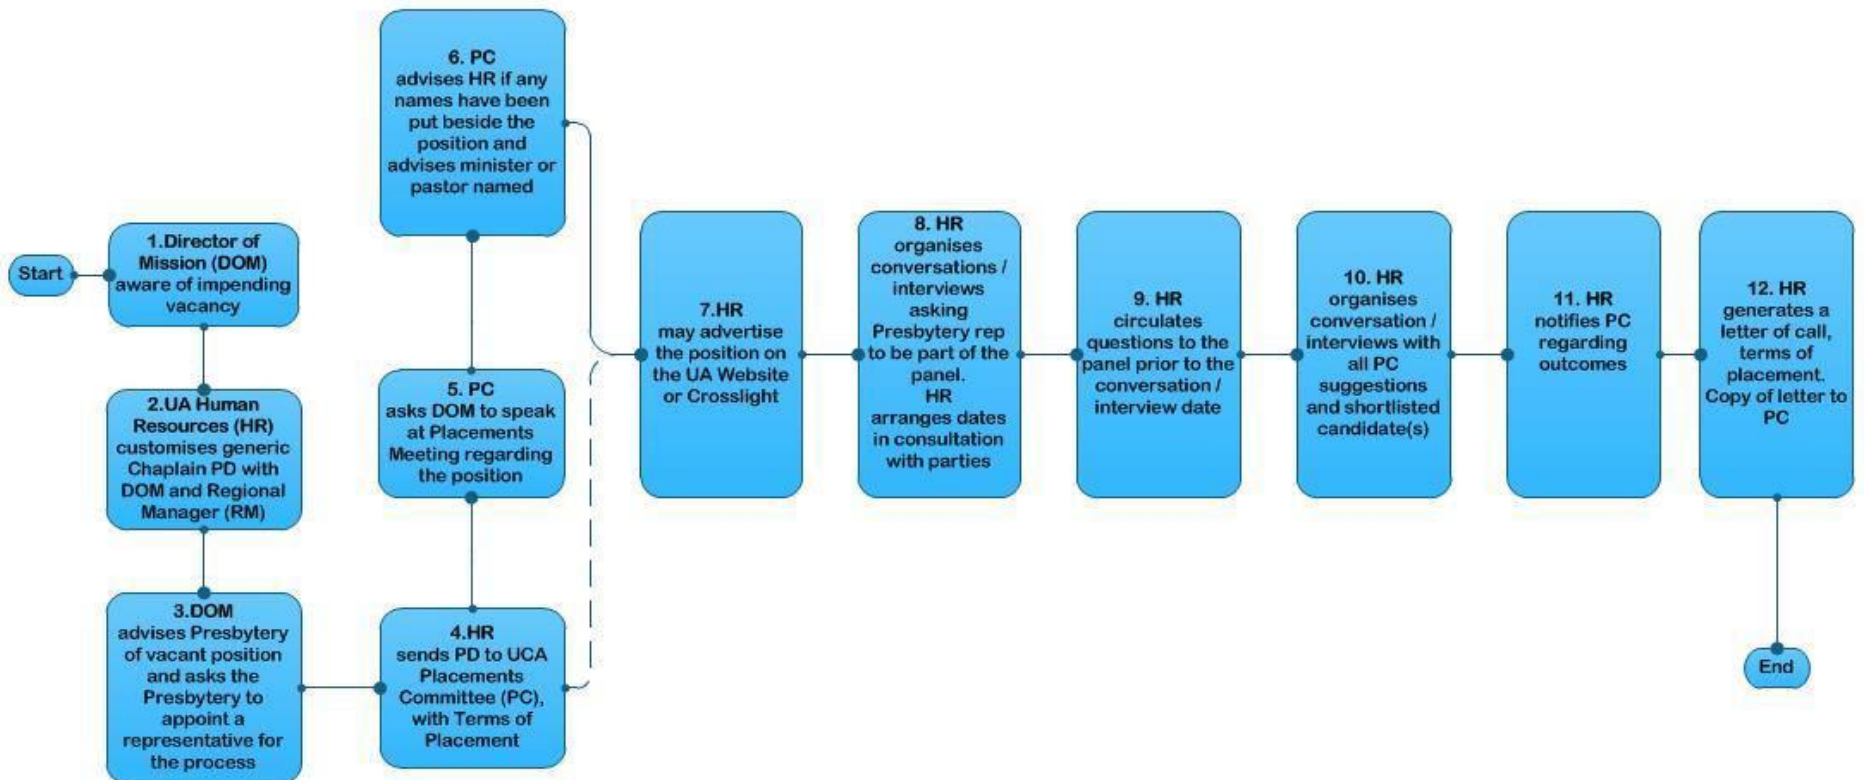 Start
1.Director of
Mission (DOM)
aware of impending
vacancy
2.UA Human
Resources (HR)
customises generic
Chaplain PD with
DOM and Regional
Manager (RM)
3.DOM
advises Presbytery
of vacant position
and asks the
Presbytery to
appoint a
representative for
the process
4.HR
sends PD to UCA
Placements
Committee (PC),
with Terms of
Placement
5. PC
asks DOM to speak
at Placements
Meeting regarding
the position
6. PC
advises HR if any
names have been
put beside the
position and
advises minister or
pastor named
7.HR
may advertise
the position on
the UA Website
or Crosslight
8. HR
organises
conversations /
interviews
asking
Presbytery rep
to be part of the
panel.
HR
arranges dates
in consultation
with parties
9. HR
circulates
questions to the
panel prior to the
conversation /
interview date
10. HR
organises
conversation /
interviews with
all PC
suggestions
and shortlisted
candidate(s)
11. HR
notifies PC
regarding
outcomes
12. HR
generates a
letter of call,
terms of
placement.
Copy of letter to
PC
End